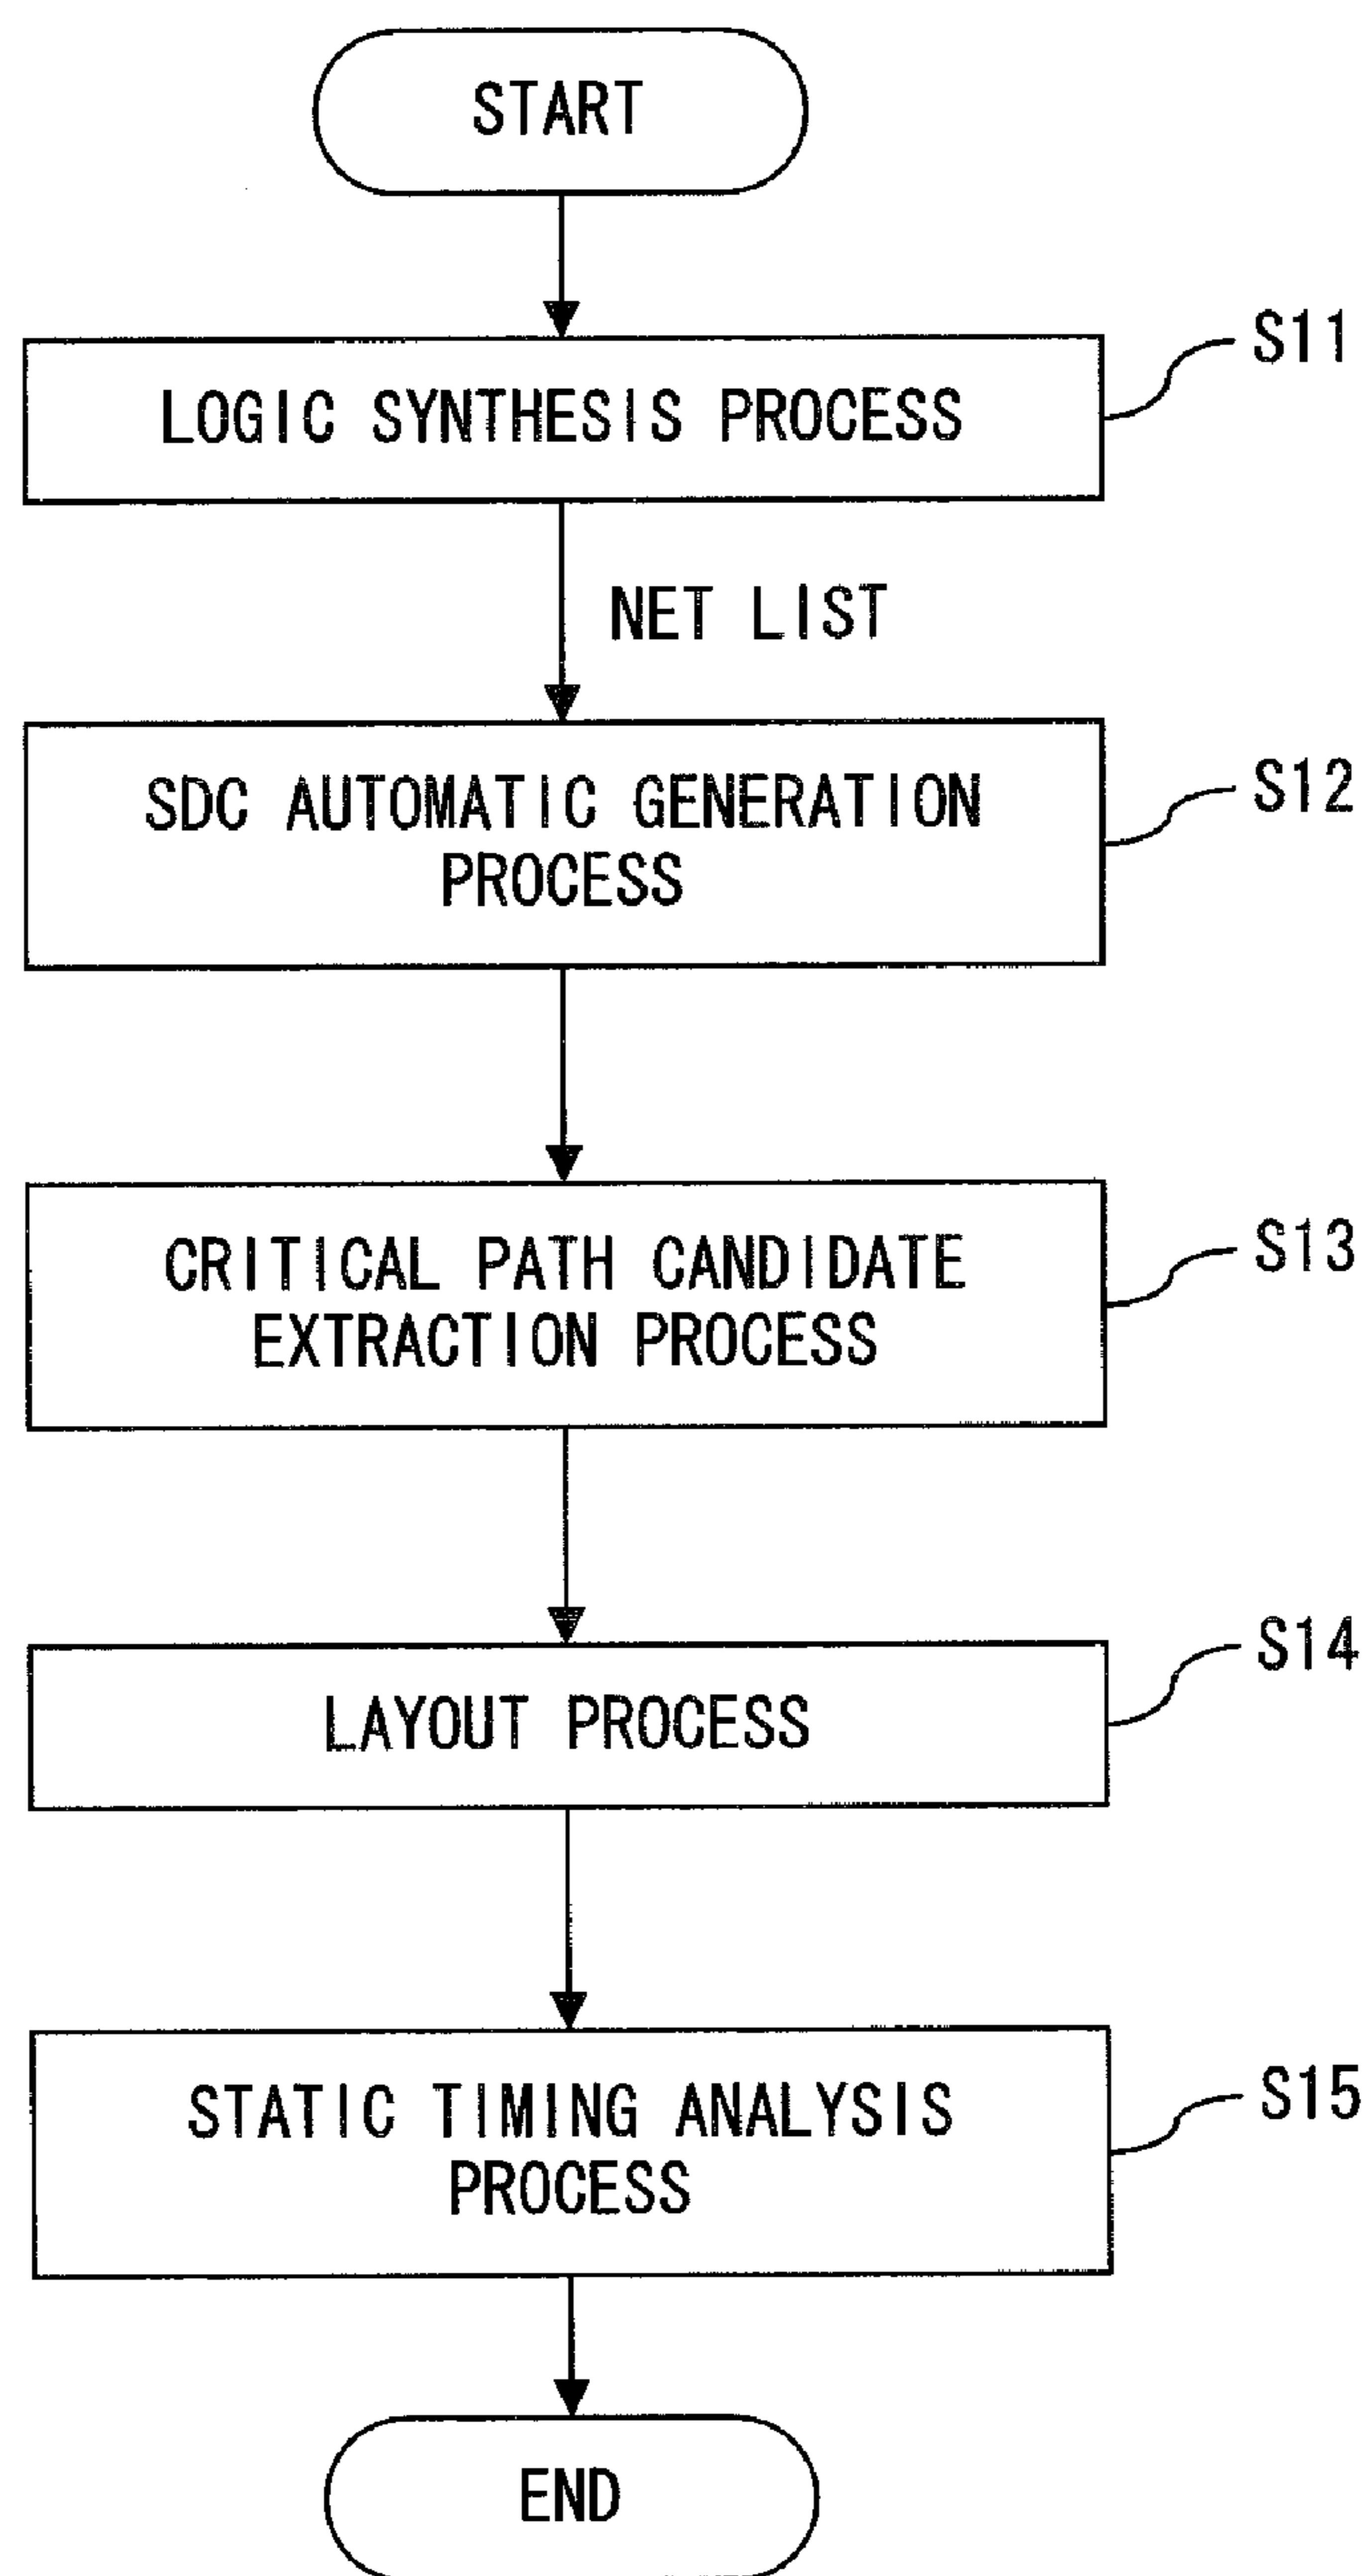 START
LOGIC SYNTHESIS PROCESS
S11
NET LIST
SDC AUTOMATIC GENERATION
PROCESS
S12
CRITICAL PATH CANDIDATE
EXTRACTION PROCESS
S13
LAYOUT PROCESS
S14
STATIC TIMING ANALYSIS
PROCESS
S15
END